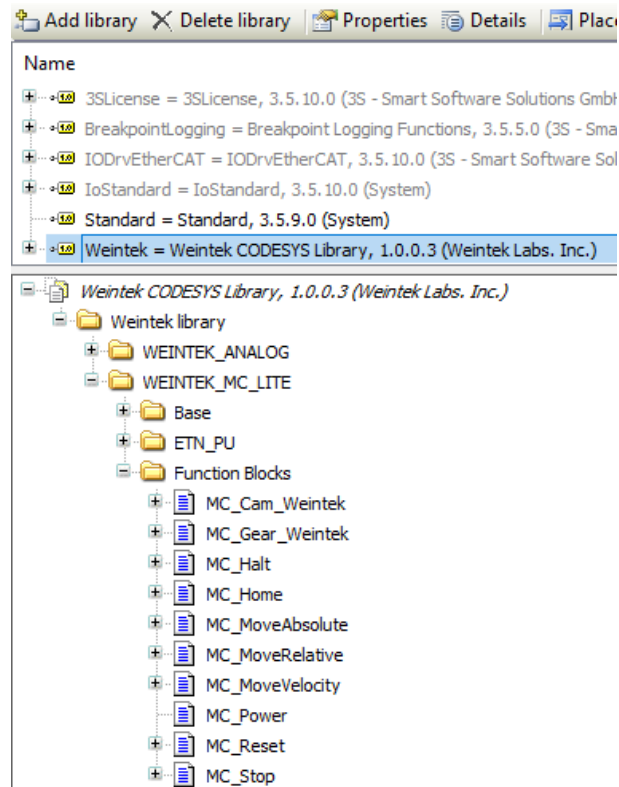 Add library Delete library Properties Details Plac
Name
3SLicense = 3SLicense, 3.5.10.0 (3S - Smart Software Solutions Gmb
BreakpointLogging = Breakpoint Logging Functions, 3.5.5.0 (3S - Sma
IODrvEtherCAT = IODrvEtherCAT, 3.5.10.0 (3S - Smart Software Sol
IoStandard = IoStandard, 3.5.10.0 (System)
Standard = Standard, 3.5.9.0 (System)
Weintek = Weintek CODESYS Library, 1.0.0.3 (Weintek Labs. Inc.)
Weintek CODESYS Library, 1.0.0.3 (Weintek Labs. Inc.)
Weintek library
WEINTEK_ANALOG
WEINTEK_MC_LITE
Base
ETN_PU
Function Blocks
MC_Cam_Weintek
MC_Gear_Weintek
MC_Halt
MC_Home
MC_MoveAbsolute
MC_MoveRelative
MC_MoveVelocity
MC_Power
MC_Reset
MC_Stop